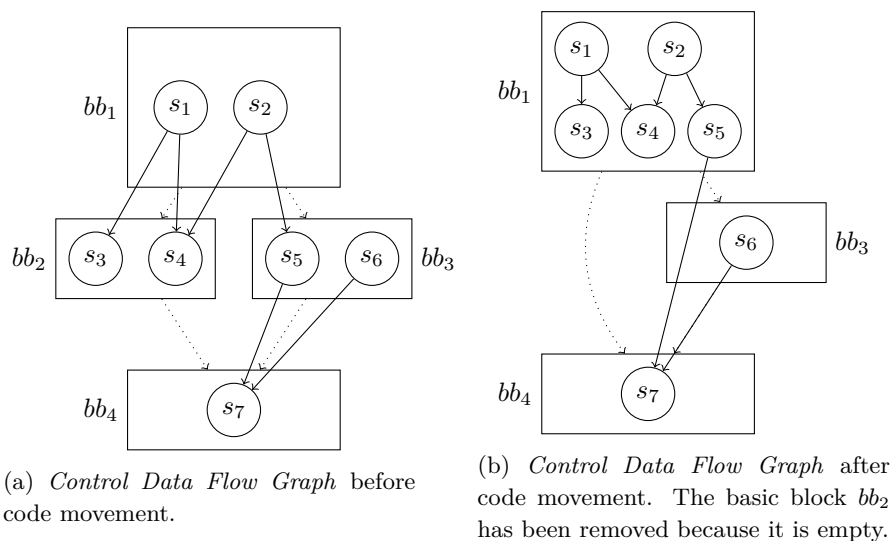 bb1
s1
s2
bb2
s3
s4
s5
s6
bb3
bb4
s7
(a) Control Data Flow Graph before
code movement.
bb1
s1
s2
s3
s4
s5
s6
bb3
bb4
s7
(b) Control Data Flow Graph after
code movement. The basic block bb2
has been removed because it is empty.